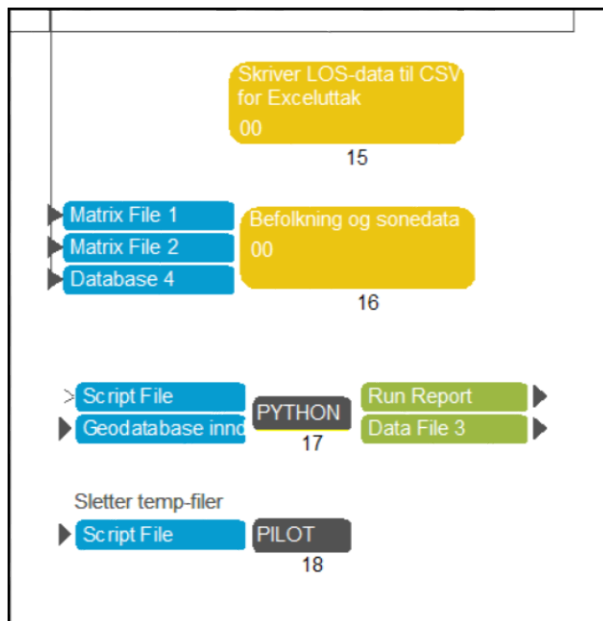 Skriver LOS-data til CSV
for Exceluttak
00
15
Matrix File 1
Matrix File 2
Database 4
Befolkning og sonedata
00
16
Script File
Geodatabase innd
PYTHON
17
Run Report
Data File 3
Sletter temp-filer
Script File
PILOT
18